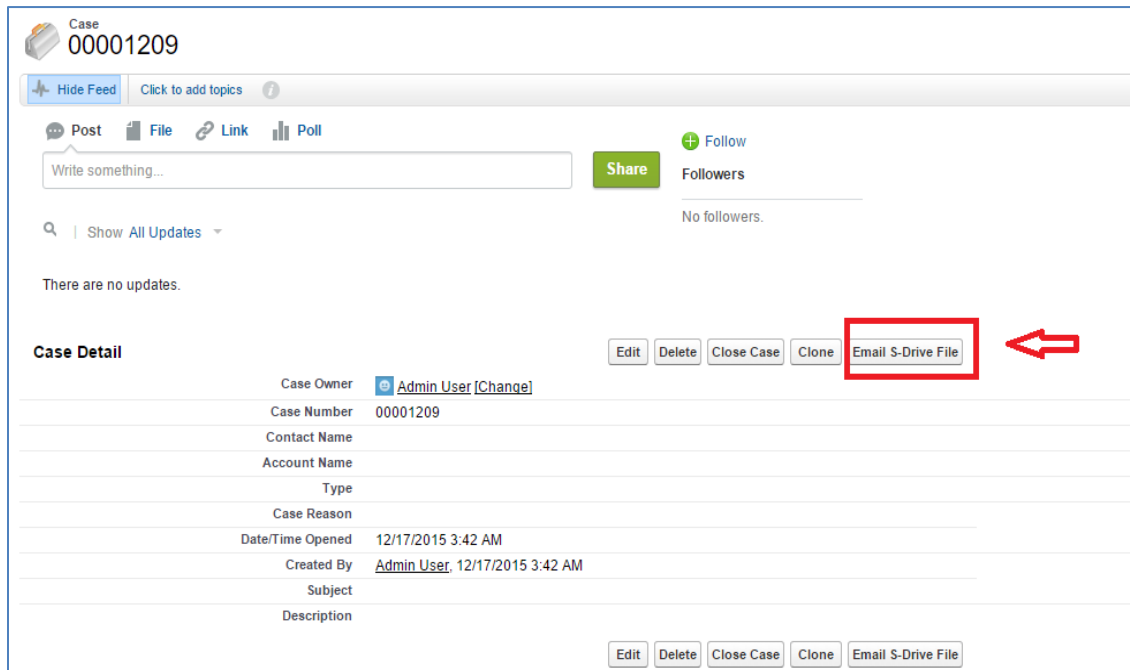 Case
00001209
Hide Feed Click to add topics i
Post File Link Poll
Write something...
Share
Follow
Followers
No followers.
Show All Updates
There are no updates.
Case Detail
Edit Delete Close Case Clone Email S-Drive File
Case Owner Admin User [Change]
Case Number 00001209
Contact Name
Account Name
Type
Case Reason
Date/Time Opened 12/17/2015 3:42 AM
Created By Admin User, 12/17/2015 3:42 AM
Subject
Description
Edit Delete Close Case Clone Email S-Drive File